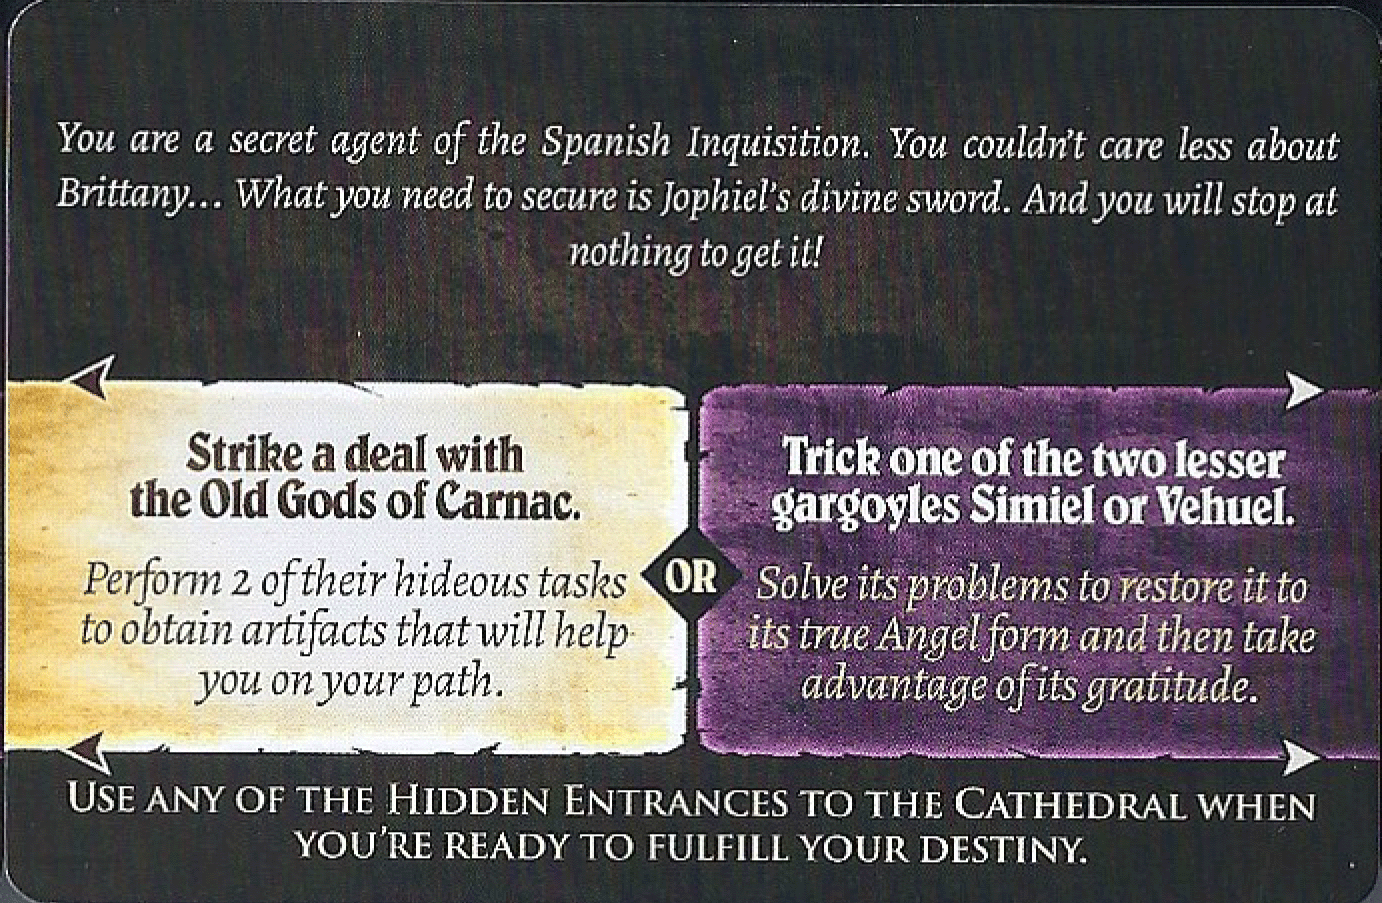 You are a secret agent of the Spanish Inquisition. You couldn't care less about
Brittany... What you need to secure is Jophiel's divine sword. And you will stop at
nothing to get it!
Strike a deal with
the Old Gods of Carnac.
Perform 2 of their hideous tasks
to obtain artifacts that will help
you on your path.
OR
Trick one of the two lesser
gargoyles Simiel or Vehuel.
Solve its problems to restore it to
its true Angel form and then take
advantage of its gratitude.
USE ANY OF THE HIDDEN ENTRANCES TO THE CATHEDRAL WHEN
YOU'RE READY TO FULFILL YOUR DESTINY.